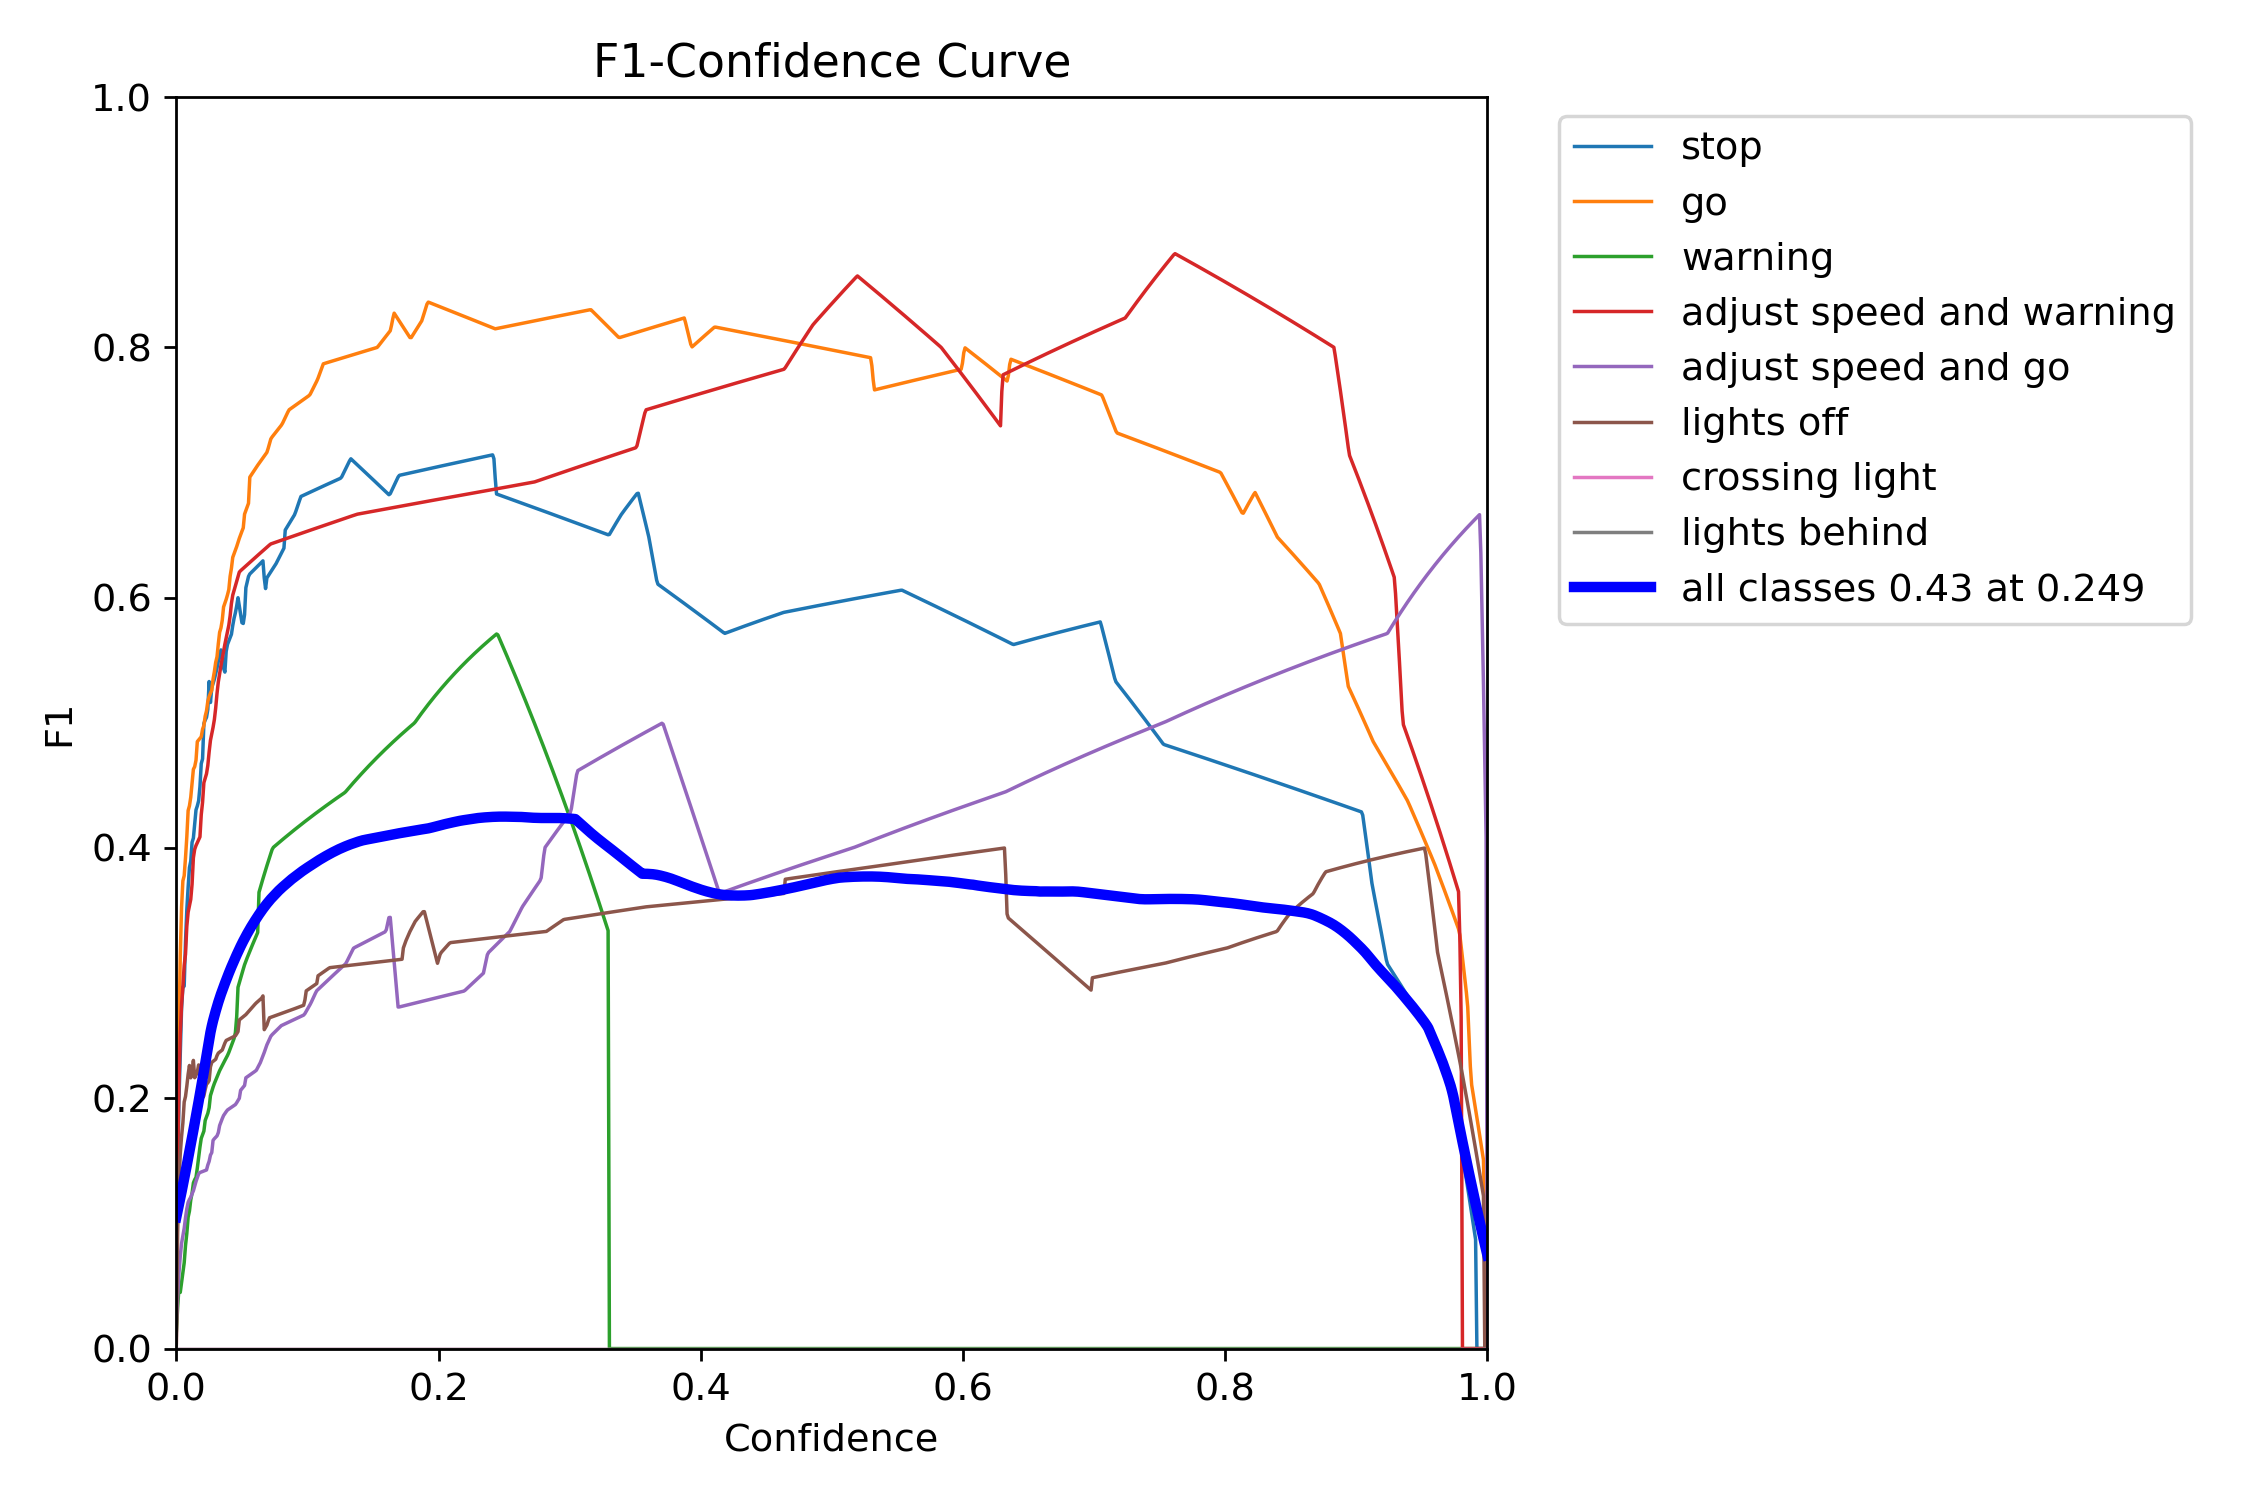 F1-Confidence Curve
1.0
0.8
0.6
0.4
0.2
0.0
F1
0.0 0.2 0.4 0.6 0.8 1.0
Confidence
stop
go
warning
adjust speed and warning
adjust speed and go
lights off
crossing light
lights behind
all classes 0.43 at 0.249